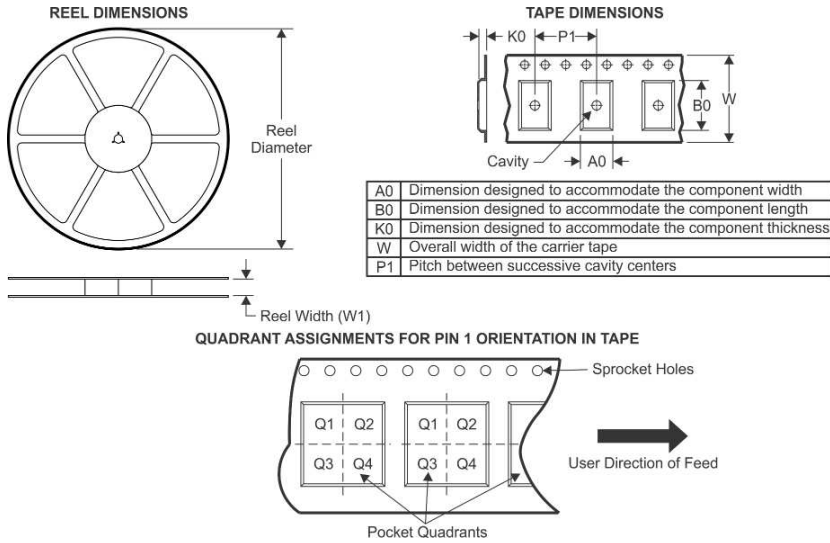 REEL DIMENSIONS
Reel
Diameter
Reel Width (W1)
TAPE DIMENSIONS
K0
P1
B0
W
Cavity
A0
A0 Dimension designed to accommodate the component width
B0 Dimension designed to accommodate the component length
K0 Dimension designed to accommodate the component thickness
W Overall width of the carrier tape
P1 Pitch between successive cavity centers
QUADRANT ASSIGNMENTS FOR PIN 1 ORIENTATION IN TAPE
Sprocket Holes
Q1 Q2 Q1 Q2
Q3 Q4 Q3 Q4
User Direction of Feed
Pocket Quadrants